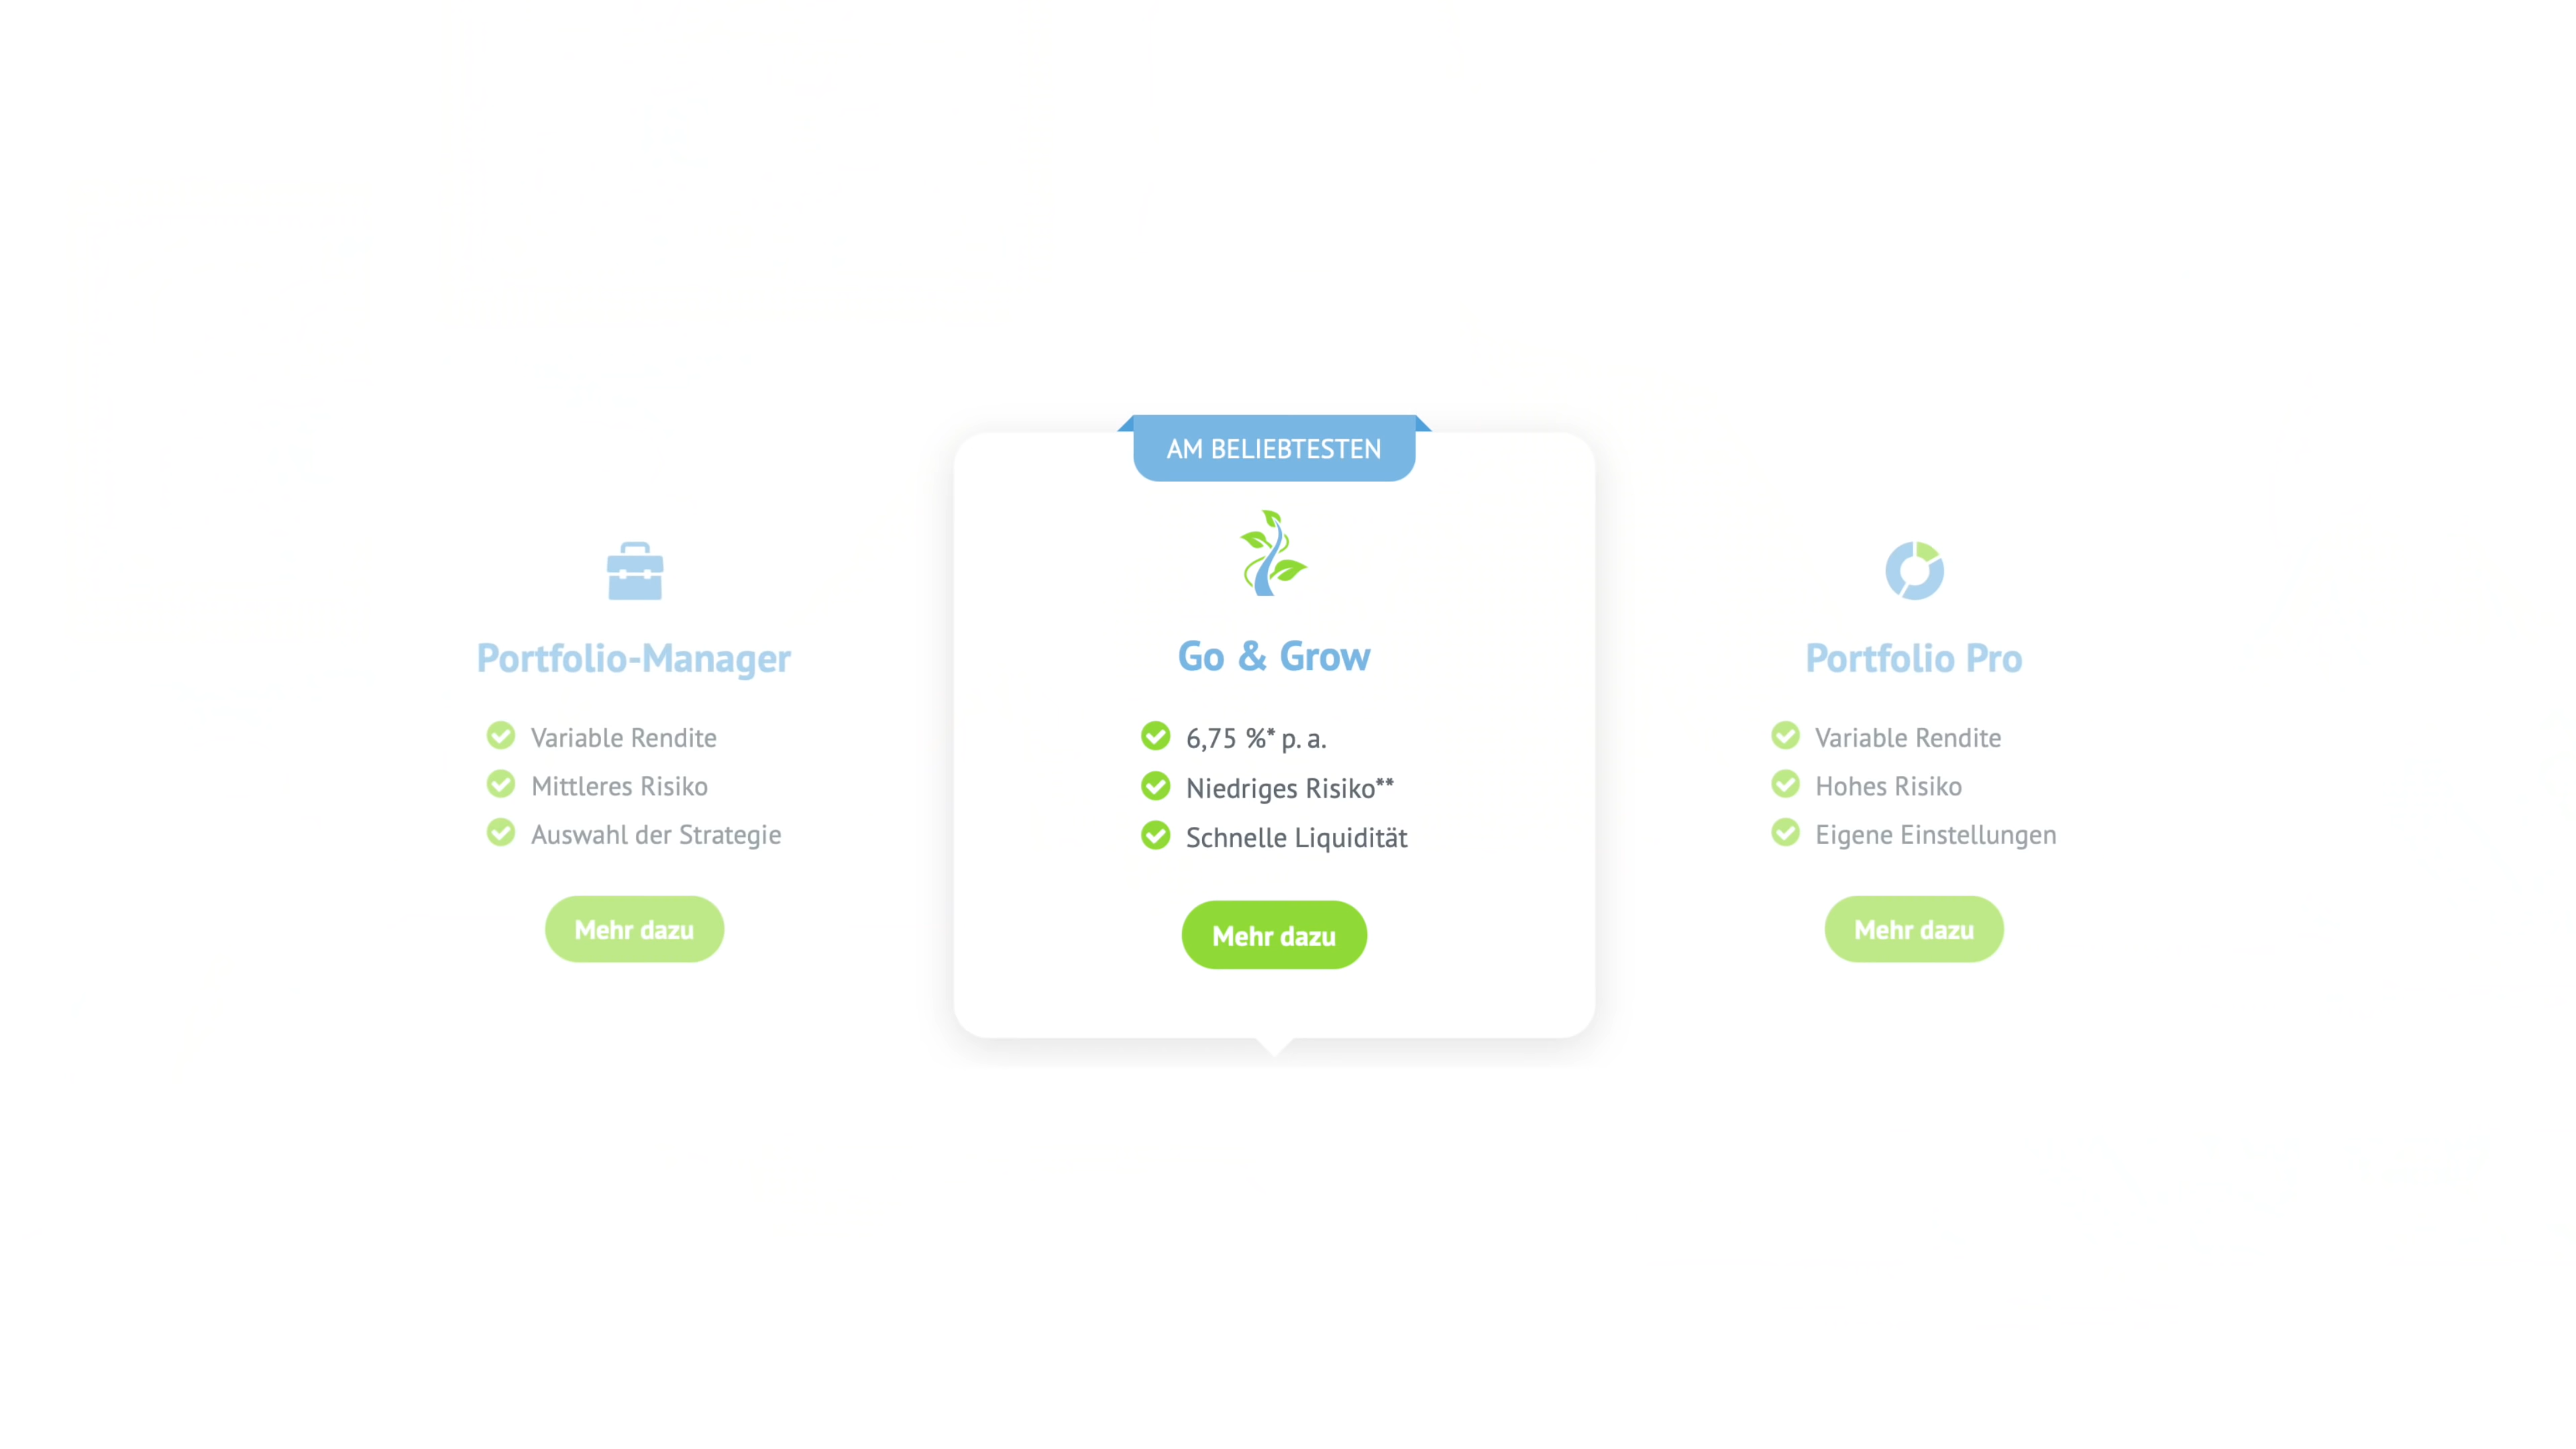 Portfolio-Manager
Variable Rendite
Mittleres Risiko
Auswahl der Strategie
Mehr dazu
AM BELIEBTESTEN
Go & Grow
6,75 %* p. a.
Niedriges Risiko**
Schnelle Liquidität
Mehr dazu
Portfolio Pro
Variable Rendite
Hohes Risiko
Eigene Einstellungen
Mehr dazu